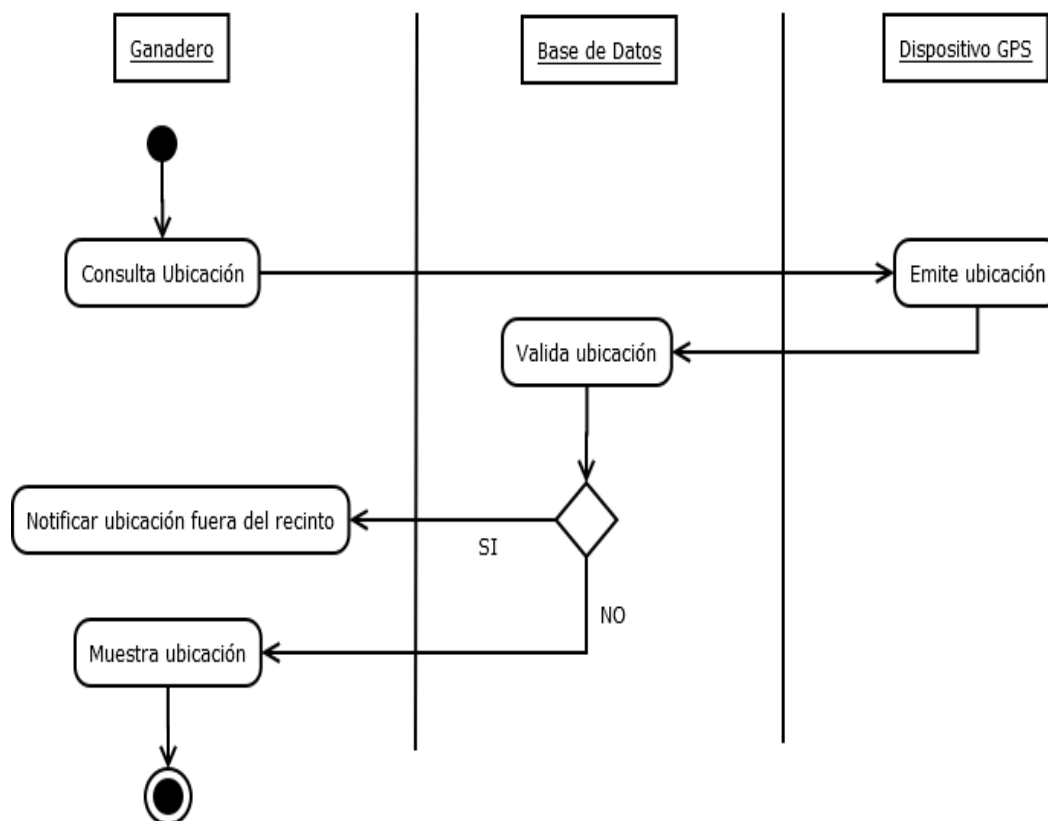 Ganadero
Base de Datos
Dispositivo GPS
Consulta Ubicación
Emite ubicación
Valida ubicación
Notificar ubicación fuera del recinto
SI
NO
Muestra ubicación